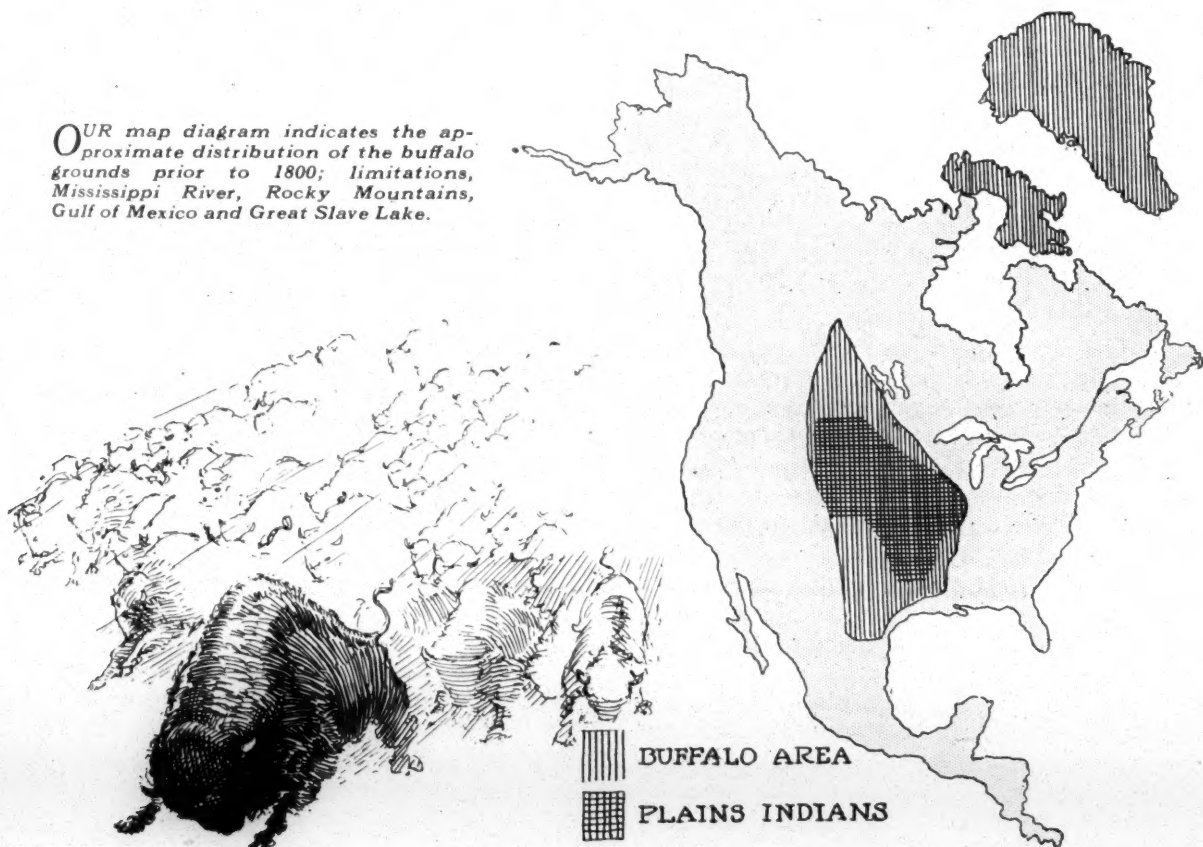 OUR map diagram indicates the ap-
proximate distribution of the buffalo
grounds prior to 1800; limitations,
Mississippi River, Rocky Mountains,
Gulf of Mexico and Great Slave Lake.
BUFFALO AREA
PLAINS INDIANS